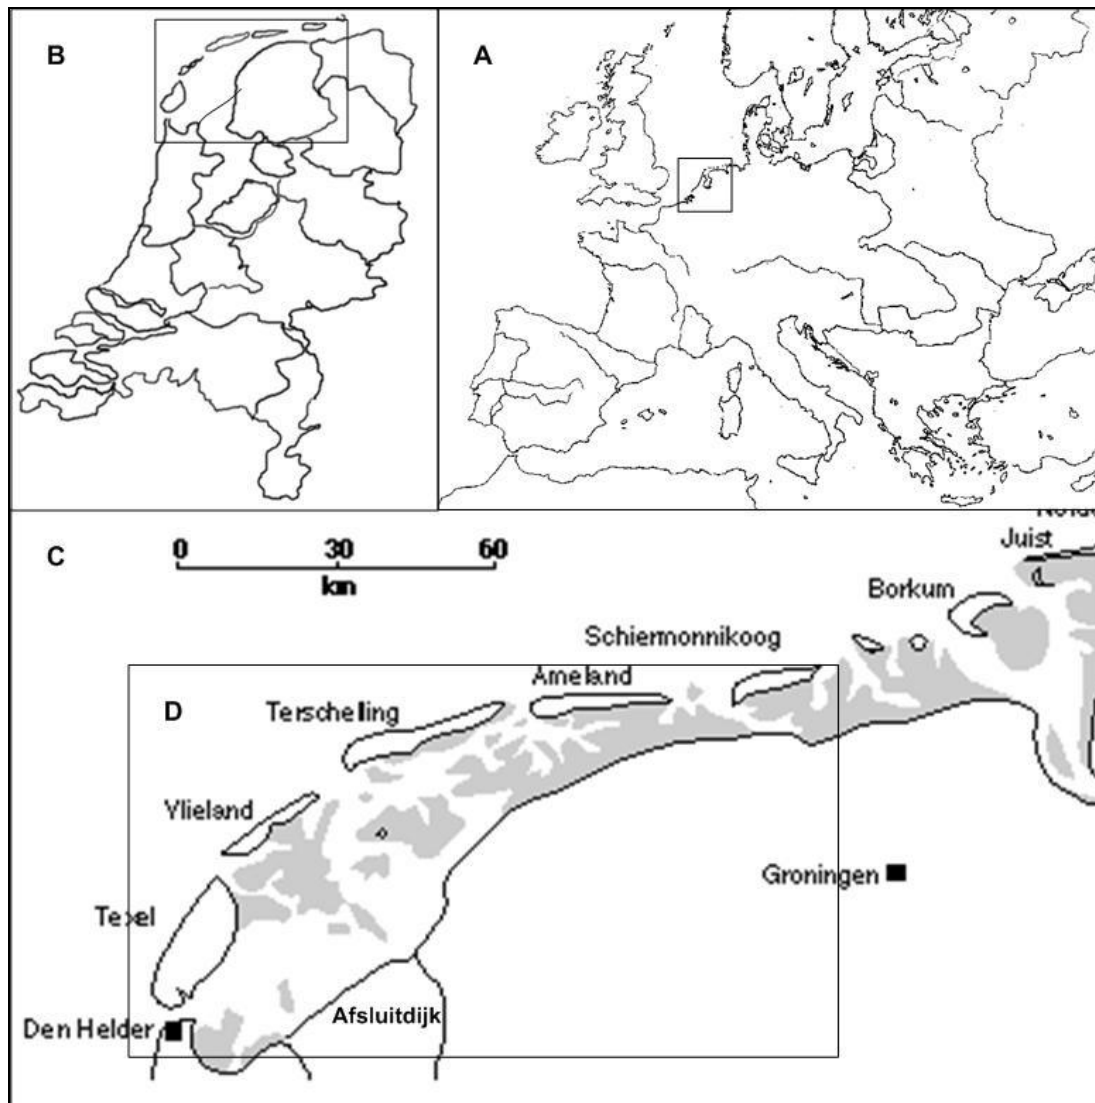 B
A
C
0 30 60
km
Juist
Borkum
Schiermonnikoog
Ameland
D
Terschelling
Vlieland
Groningen
Texel
Afsluitdijk
Den Helder